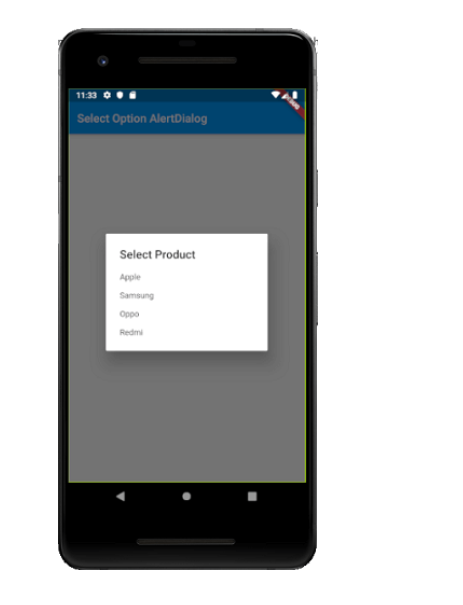 11:33
Select Option AlertDialog
Select Product
Apple
Samsung
Oppo
Redmi